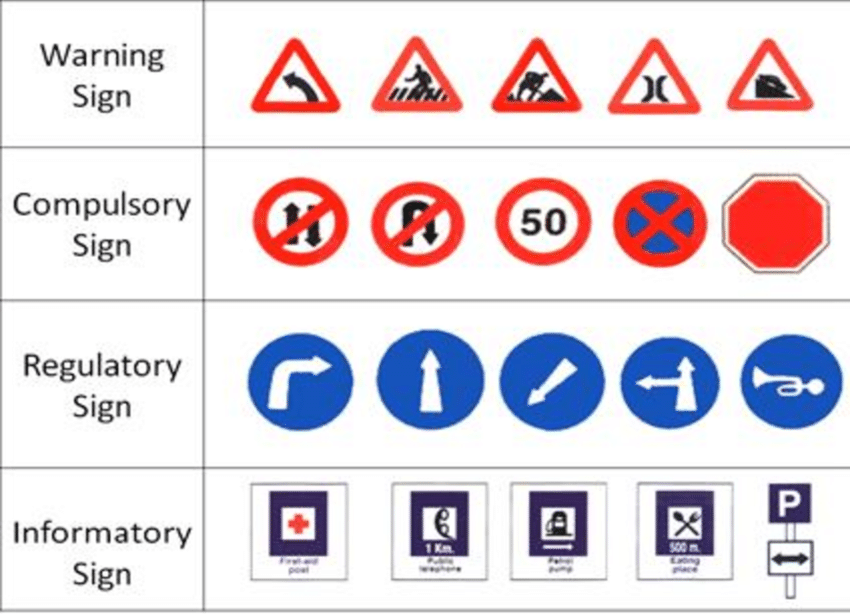 Warning
Sign
Compulsory
Sign
50
Regulatory
Sign
Informatory
Sign
First-aid
post
1 Km.
Public
telephone
Petrol
pump
500 m.
Eating
place
P